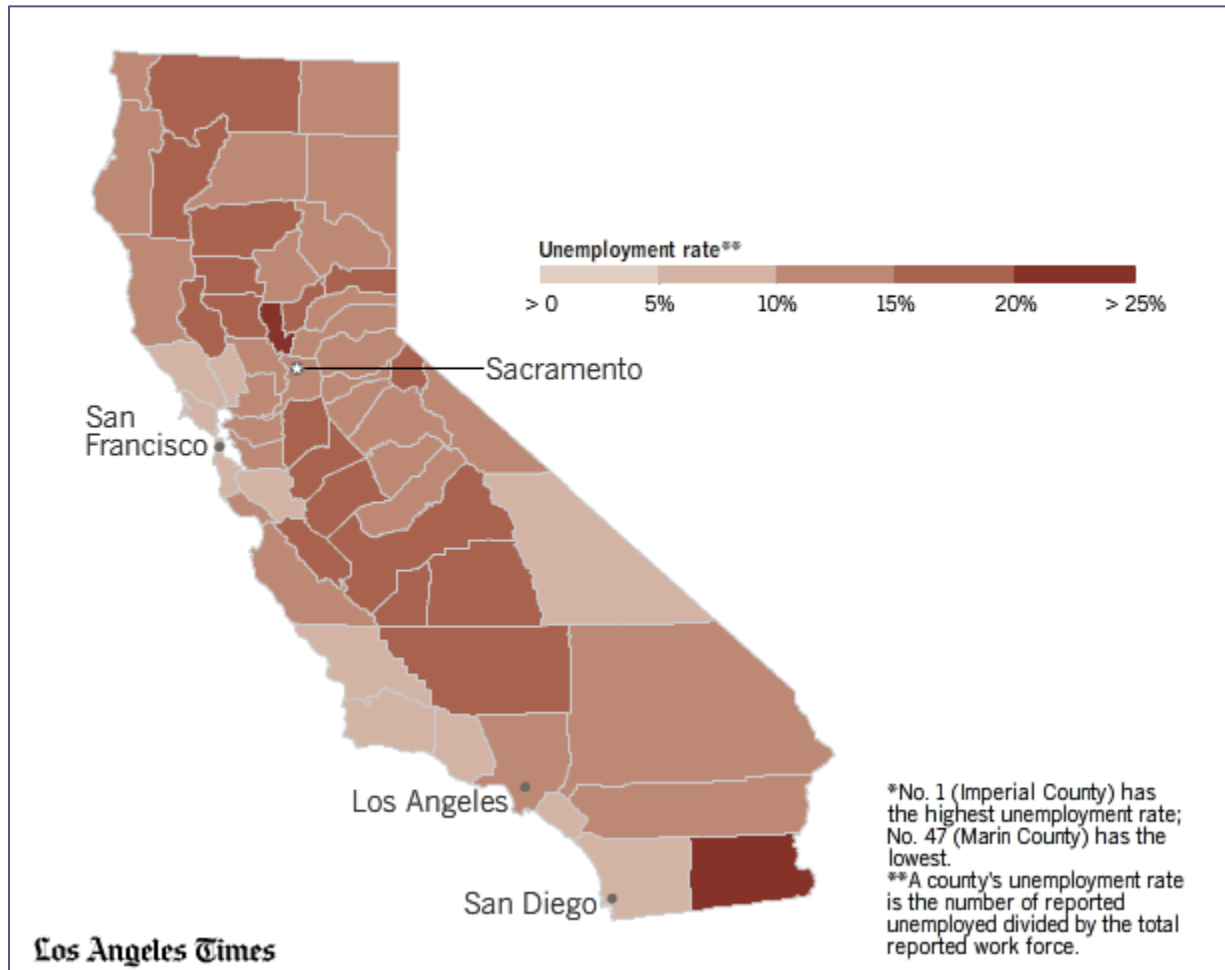 Unemployment rate**
> 0 5% 10% 15% 20% > 25%
Sacramento
San
Francisco
Los Angeles
San Diego
*No. 1 (Imperial County) has
the highest unemployment rate;
No. 47 (Marin County) has the
lowest.
**A county's unemployment rate
is the number of reported
unemployed divided by the total
reported work force.
Los Angeles Times